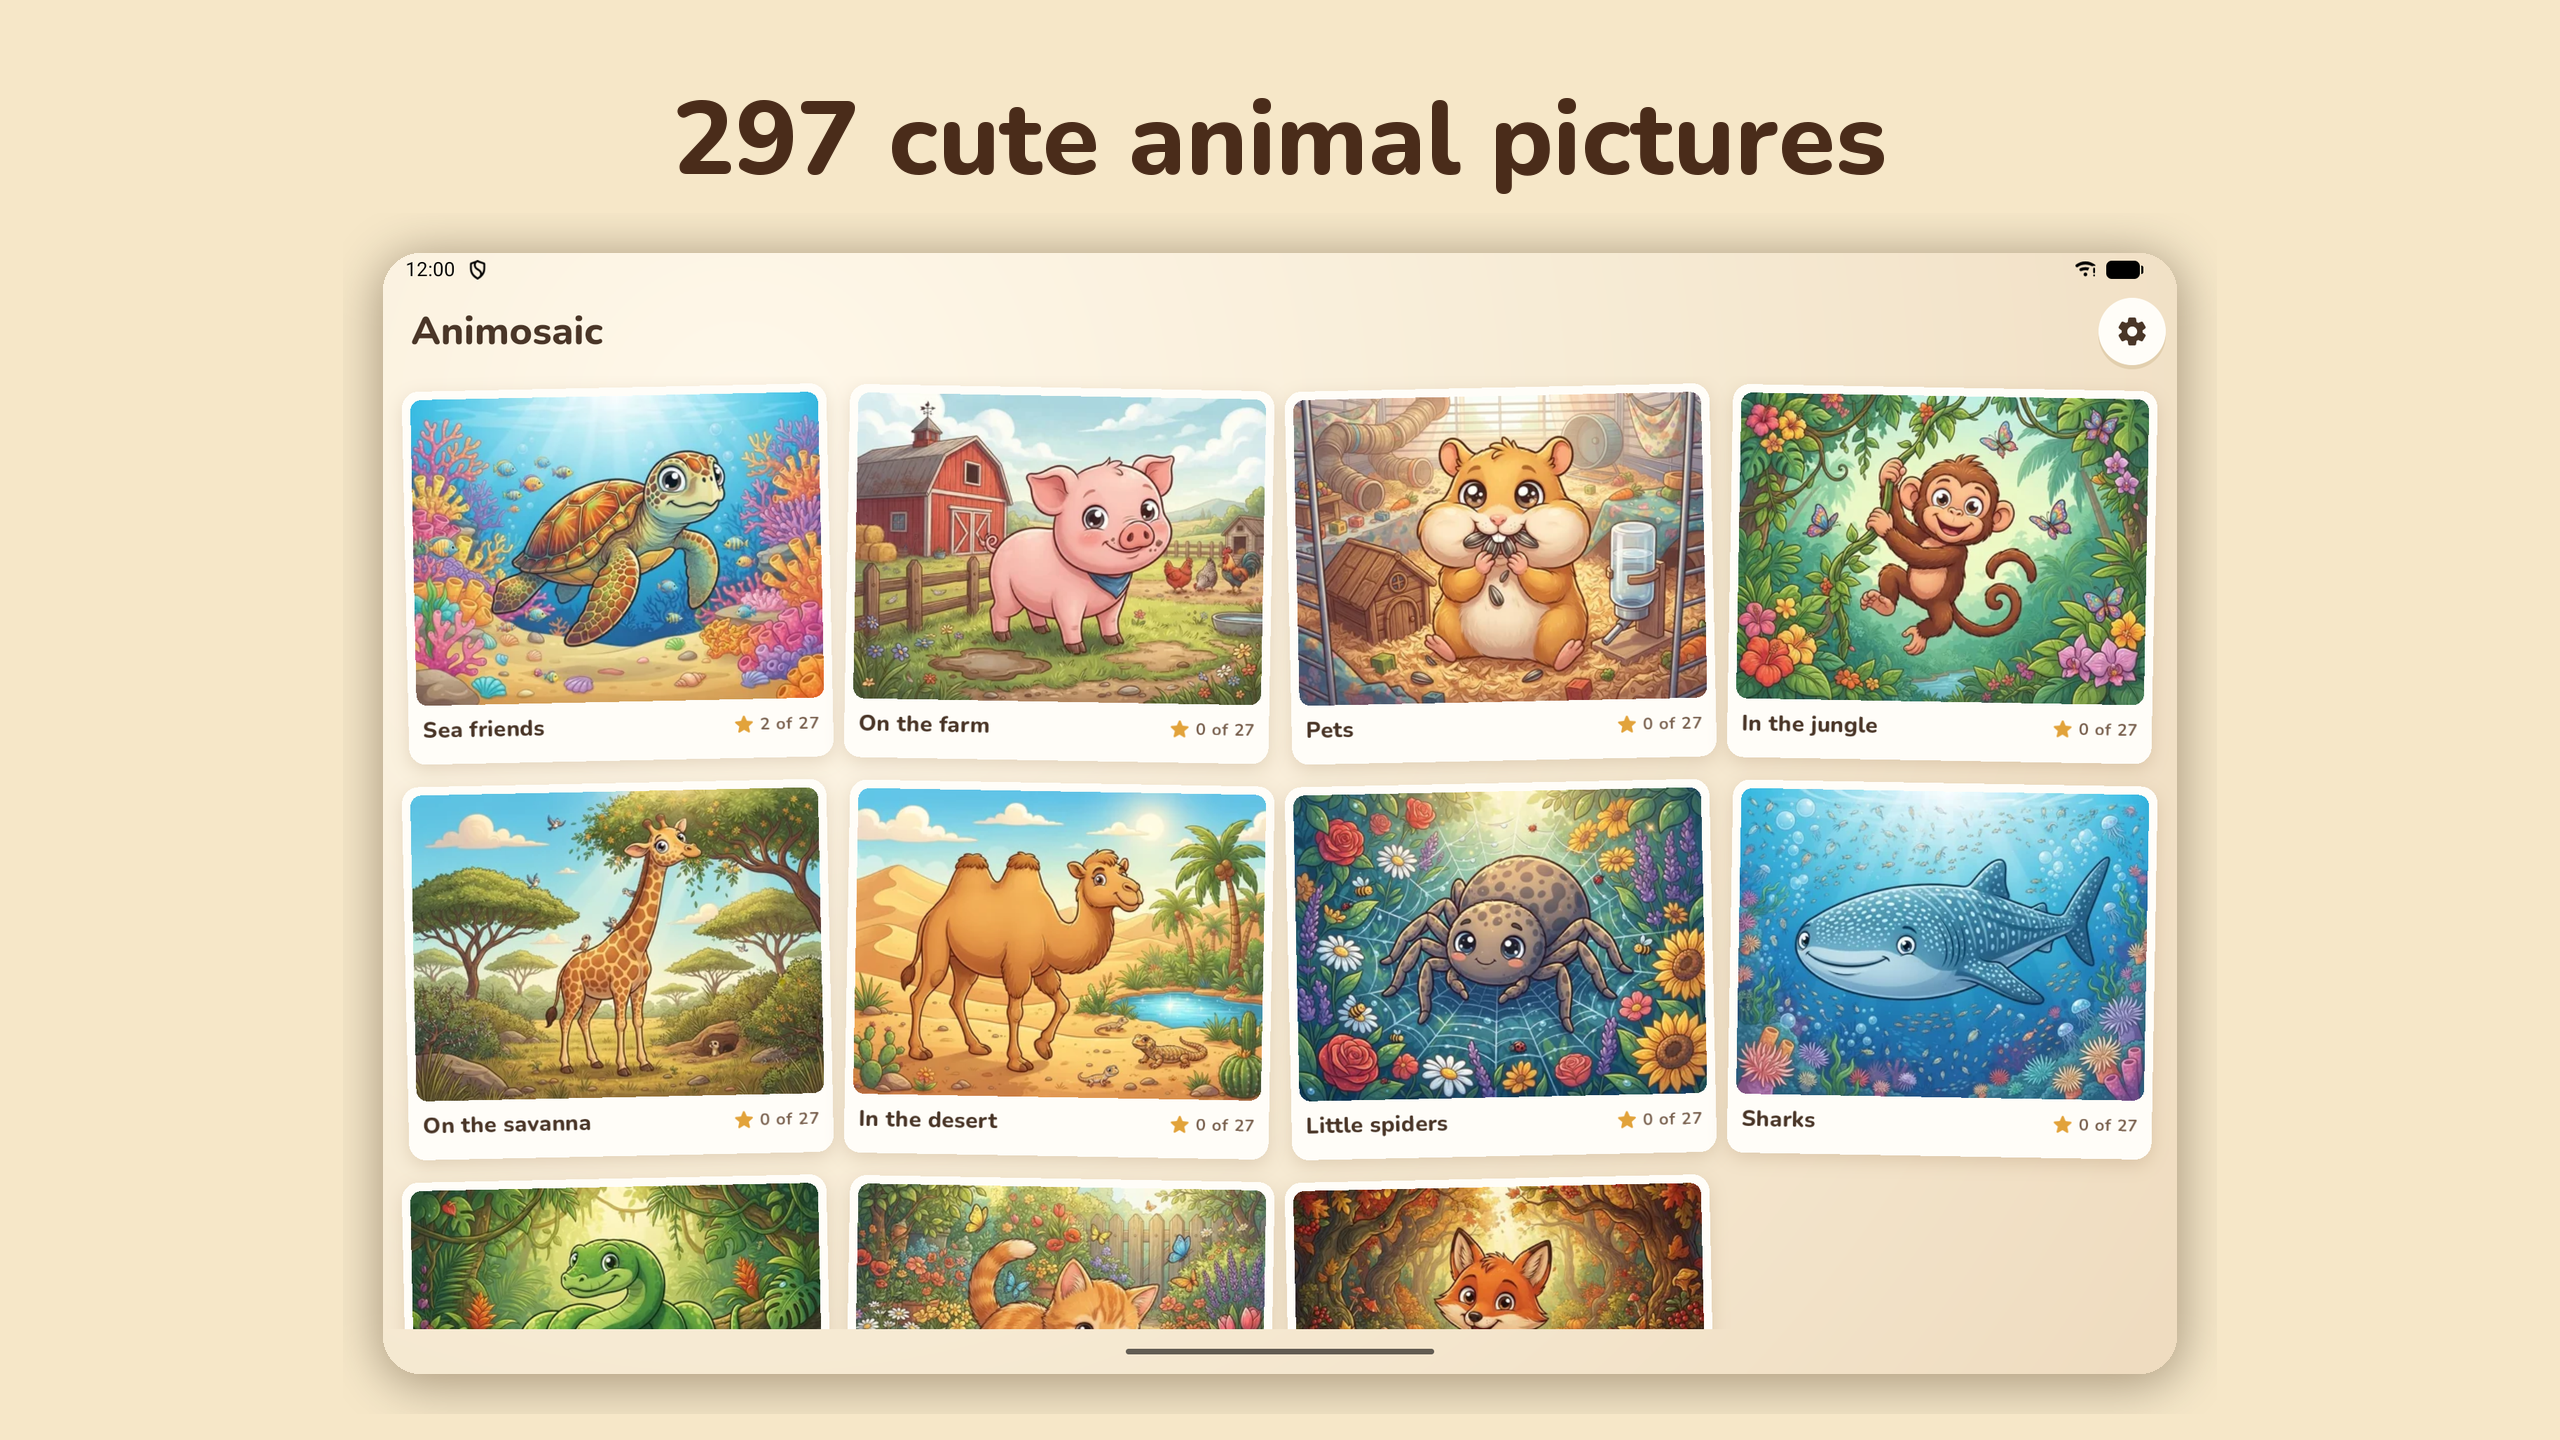 297 cute animal pictures
12:00
Animosaic
Sea friends
2 of 27
On the farm
0 of 27
Pets
0 of 27
In the jungle
0 of 27
On the savanna
0 of 27
In the desert
0 of 27
Little spiders
0 of 27
Sharks
0 of 27